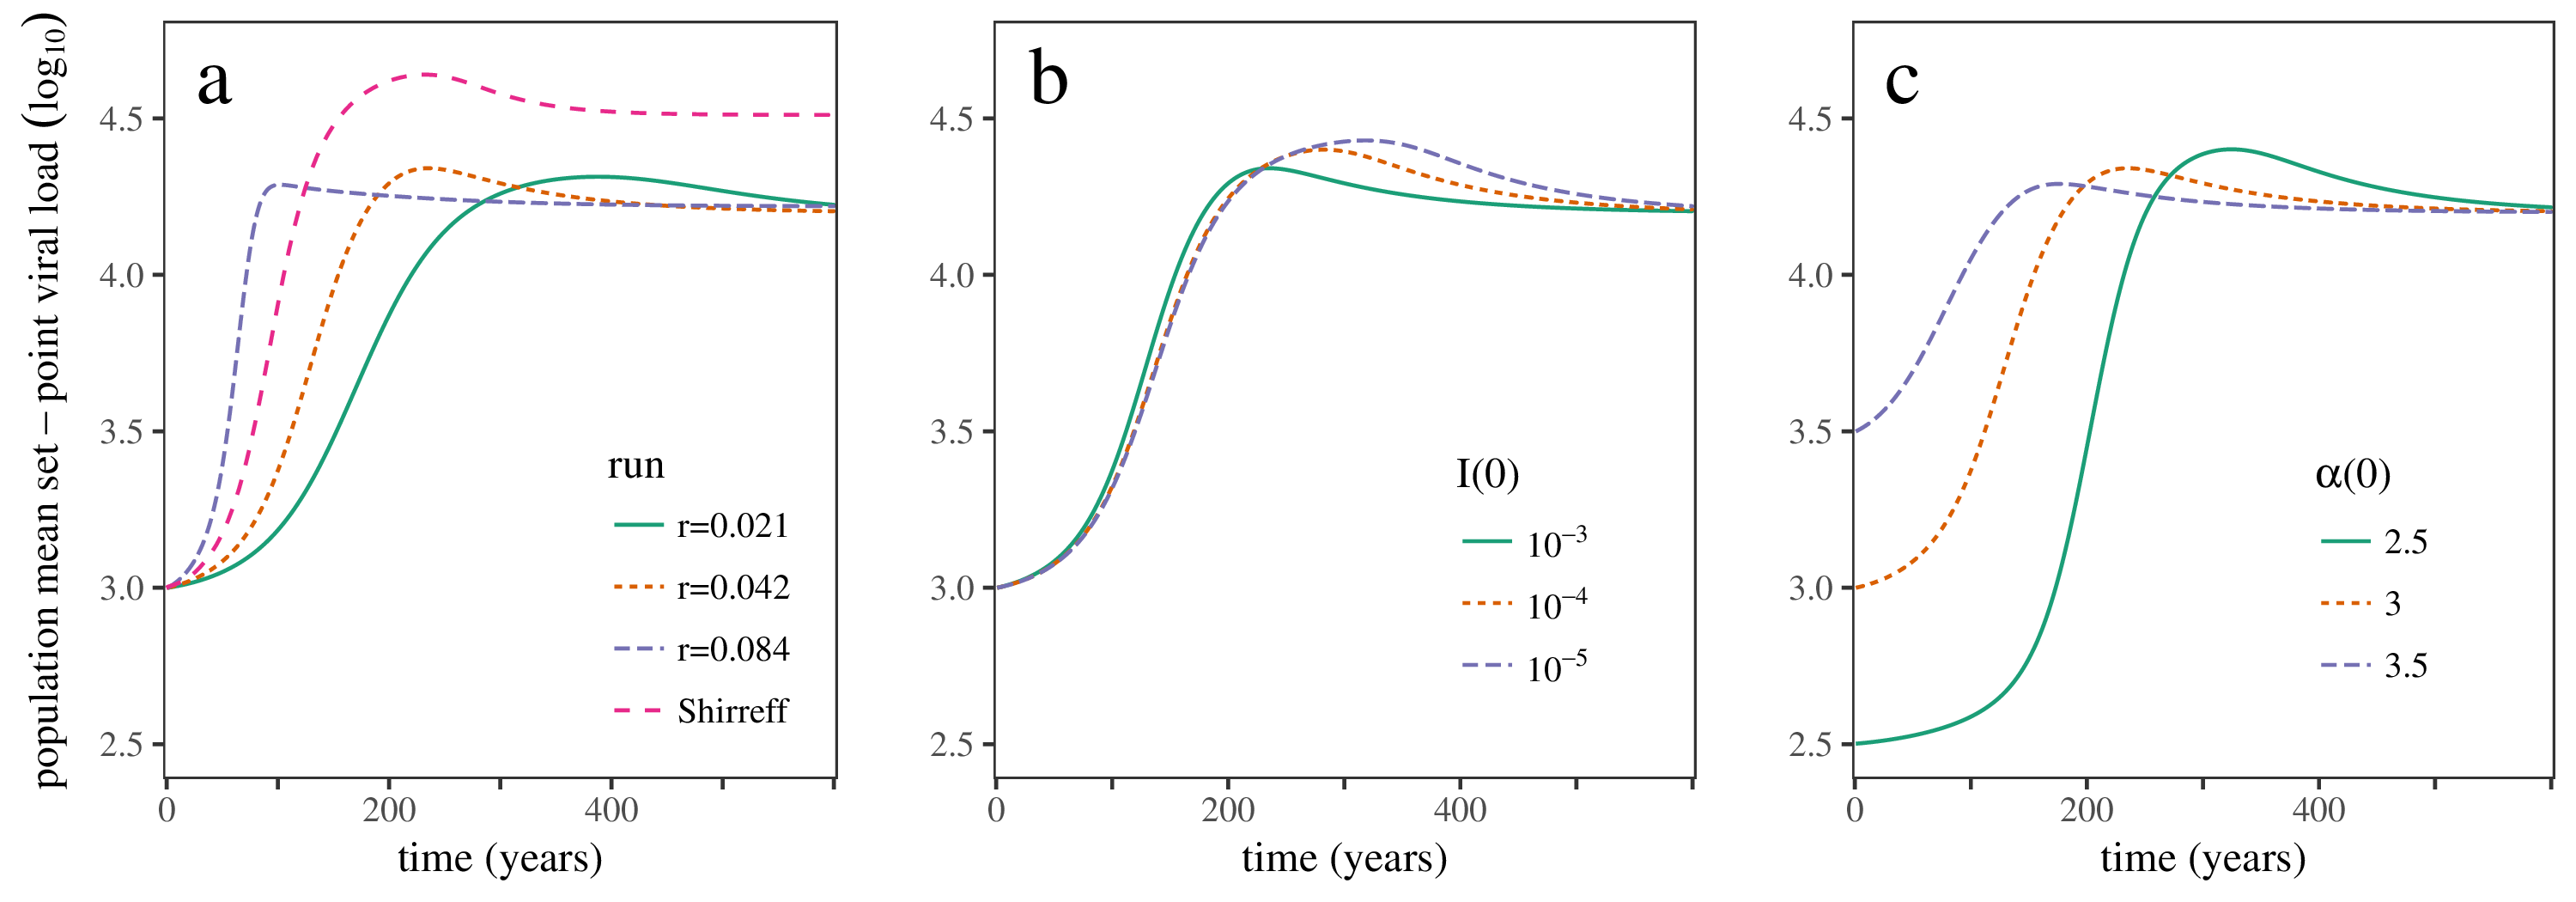 population mean set−point viral load (log₁₀)
a
4.5
4.0
3.5
3.0
2.5
run
r=0.021
r=0.042
r=0.084
Shirreff
0 200 400
time (years)
b
4.5
4.0
3.5
3.0
2.5
I(0)
10⁻³
10⁻⁴
10⁻⁵
0 200 400
time (years)
c
4.5
4.0
3.5
3.0
2.5
α(0)
2.5
3
3.5
0 200 400
time (years)